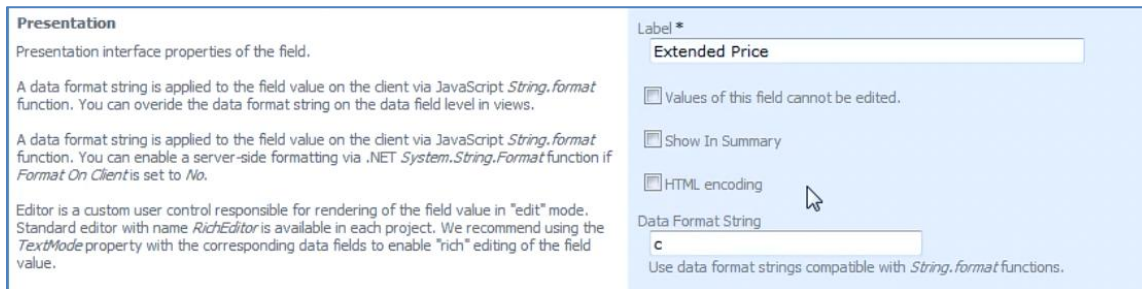 Presentation
Presentation interface properties of the field.
A data format string is applied to the field value on the client via JavaScript String.format
function. You can overide the data format string on the data field level in views.
A data format string is applied to the field value on the client via JavaScript String.format
function. You can enable a server-side formatting via .NET System.String.Format function if
Format On Client is set to No.
Editor is a custom user control responsible for rendering of the field value in "edit" mode.
Standard editor with name RichEditor is available in each project. We recommend using the
TextMode property with the corresponding data fields to enable "rich" editing of the field
value.
Label *
Extended Price
Values of this field cannot be edited.
Show In Summary
HTML encoding
Data Format String
c
Use data format strings compatible with String.format functions.